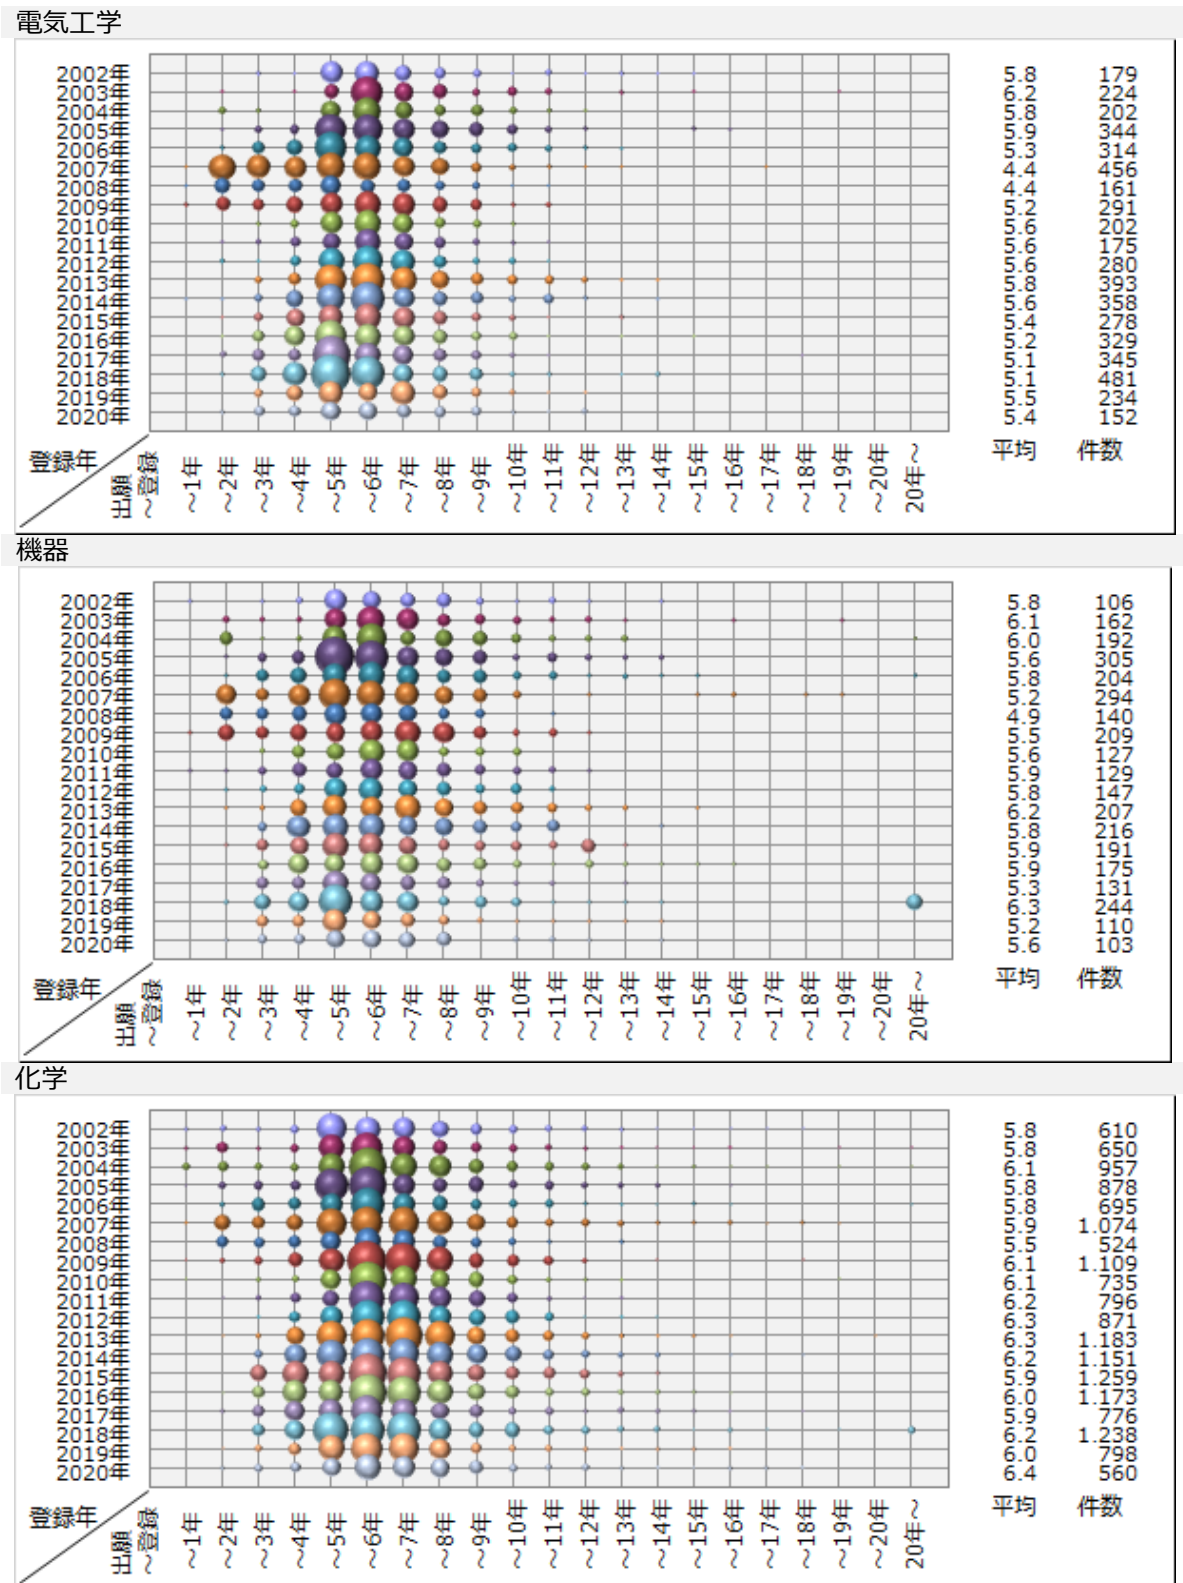 電気工学
2002年 5.8 179
2003年 6.2 224
2004年 5.8 202
2005年 5.9 344
2006年 5.3 314
2007年 4.4 456
2008年 4.4 161
2009年 5.2 291
2010年 5.6 202
2011年 5.6 175
2012年 5.6 280
2013年 5.8 393
2014年 5.6 358
2015年 5.4 278
2016年 5.2 329
2017年 5.1 345
2018年 5.1 481
2019年 5.5 234
2020年 5.4 152
登録年 出願～登録 ～1年 ～2年 ～3年 ～4年 ～5年 ～6年 ～7年 ～8年 ～9年 ～10年 ～11年 ～12年 ～13年 ～14年 ～15年 ～16年 ～17年 ～18年 ～19年 ～20年 20年～ 平均 件数
機器
2002年 5.8 106
2003年 6.1 162
2004年 6.0 192
2005年 5.6 305
2006年 5.8 204
2007年 5.2 294
2008年 4.9 140
2009年 5.5 209
2010年 5.6 127
2011年 5.9 129
2012年 5.8 147
2013年 6.2 207
2014年 5.8 216
2015年 5.9 191
2016年 5.9 175
2017年 5.3 131
2018年 6.3 244
2019年 5.2 110
2020年 5.6 103
登録年 出願～登録 ～1年 ～2年 ～3年 ～4年 ～5年 ～6年 ～7年 ～8年 ～9年 ～10年 ～11年 ～12年 ～13年 ～14年 ～15年 ～16年 ～17年 ～18年 ～19年 ～20年 20年～ 平均 件数
化学
2002年 5.8 610
2003年 5.8 650
2004年 6.1 957
2005年 5.8 878
2006年 5.8 695
2007年 5.9 1.074
2008年 5.5 524
2009年 6.1 1.109
2010年 6.1 735
2011年 6.2 796
2012年 6.3 871
2013年 6.3 1.183
2014年 6.2 1.151
2015年 5.9 1.259
2016年 6.0 1.173
2017年 5.9 776
2018年 6.2 1.238
2019年 6.0 798
2020年 6.4 560
登録年 出願～登録 ～1年 ～2年 ～3年 ～4年 ～5年 ～6年 ～7年 ～8年 ～9年 ～10年 ～11年 ～12年 ～13年 ～14年 ～15年 ～16年 ～17年 ～18年 ～19年 ～20年 20年～ 平均 件数